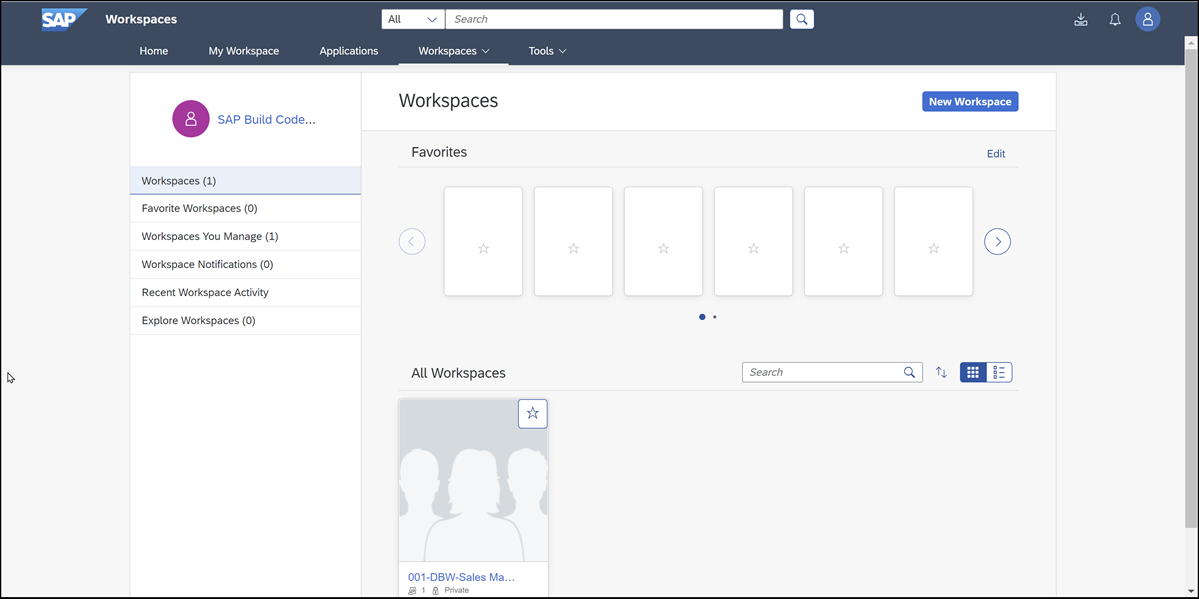 SAP Workspaces All Search
Home My Workspace Applications Workspaces Tools
SAP Build Code...
Workspaces (1)
Favorite Workspaces (0)
Workspaces You Manage (1)
Workspace Notifications (0)
Recent Workspace Activity
Explore Workspaces (0)
Workspaces New Workspace
Favorites Edit
All Workspaces Search
001-DBW-Sales Ma...
1 Private